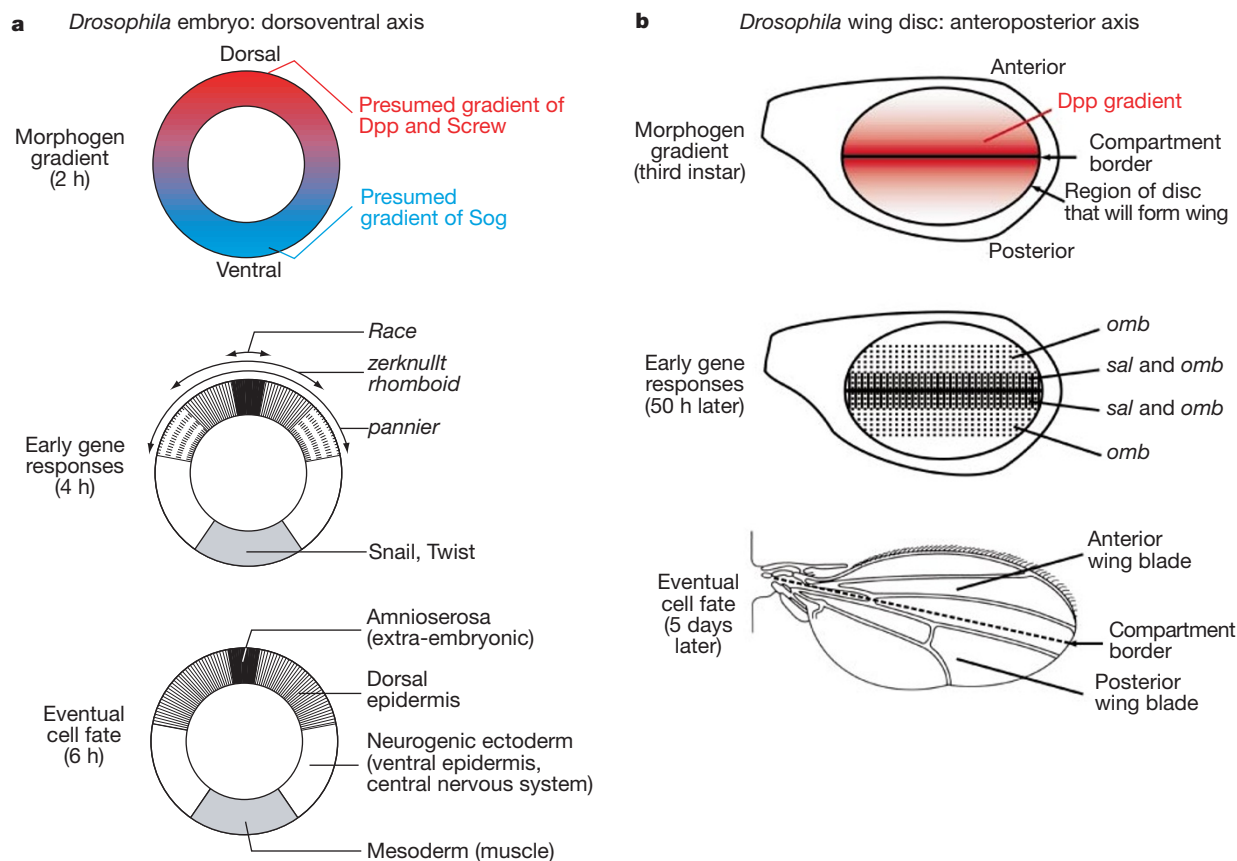 a
Drosophila embryo: dorsoventral axis
Dorsal
Presumed gradient of
Dpp and Screw
Morphogen
gradient
(2 h)
Presumed
gradient of Sog
Ventral
Race
zerknullt
rhomboid
pannier
Early gene
responses
(4 h)
Snail, Twist
Amnioserosa
(extra-embryonic)
Dorsal
epidermis
Eventual
cell fate
(6 h)
Neurogenic ectoderm
(ventral epidermis,
central nervous system)
Mesoderm (muscle)
b
Drosophila wing disc: anteroposterior axis
Anterior
Dpp gradient
Morphogen
gradient
(third instar)
Compartment
border
Region of disc
that will form wing
Posterior
omb
Early gene
responses
(50 h later)
sal and omb
sal and omb
omb
Anterior
wing blade
Eventual
cell fate
(5 days
later)
Compartment
border
Posterior
wing blade